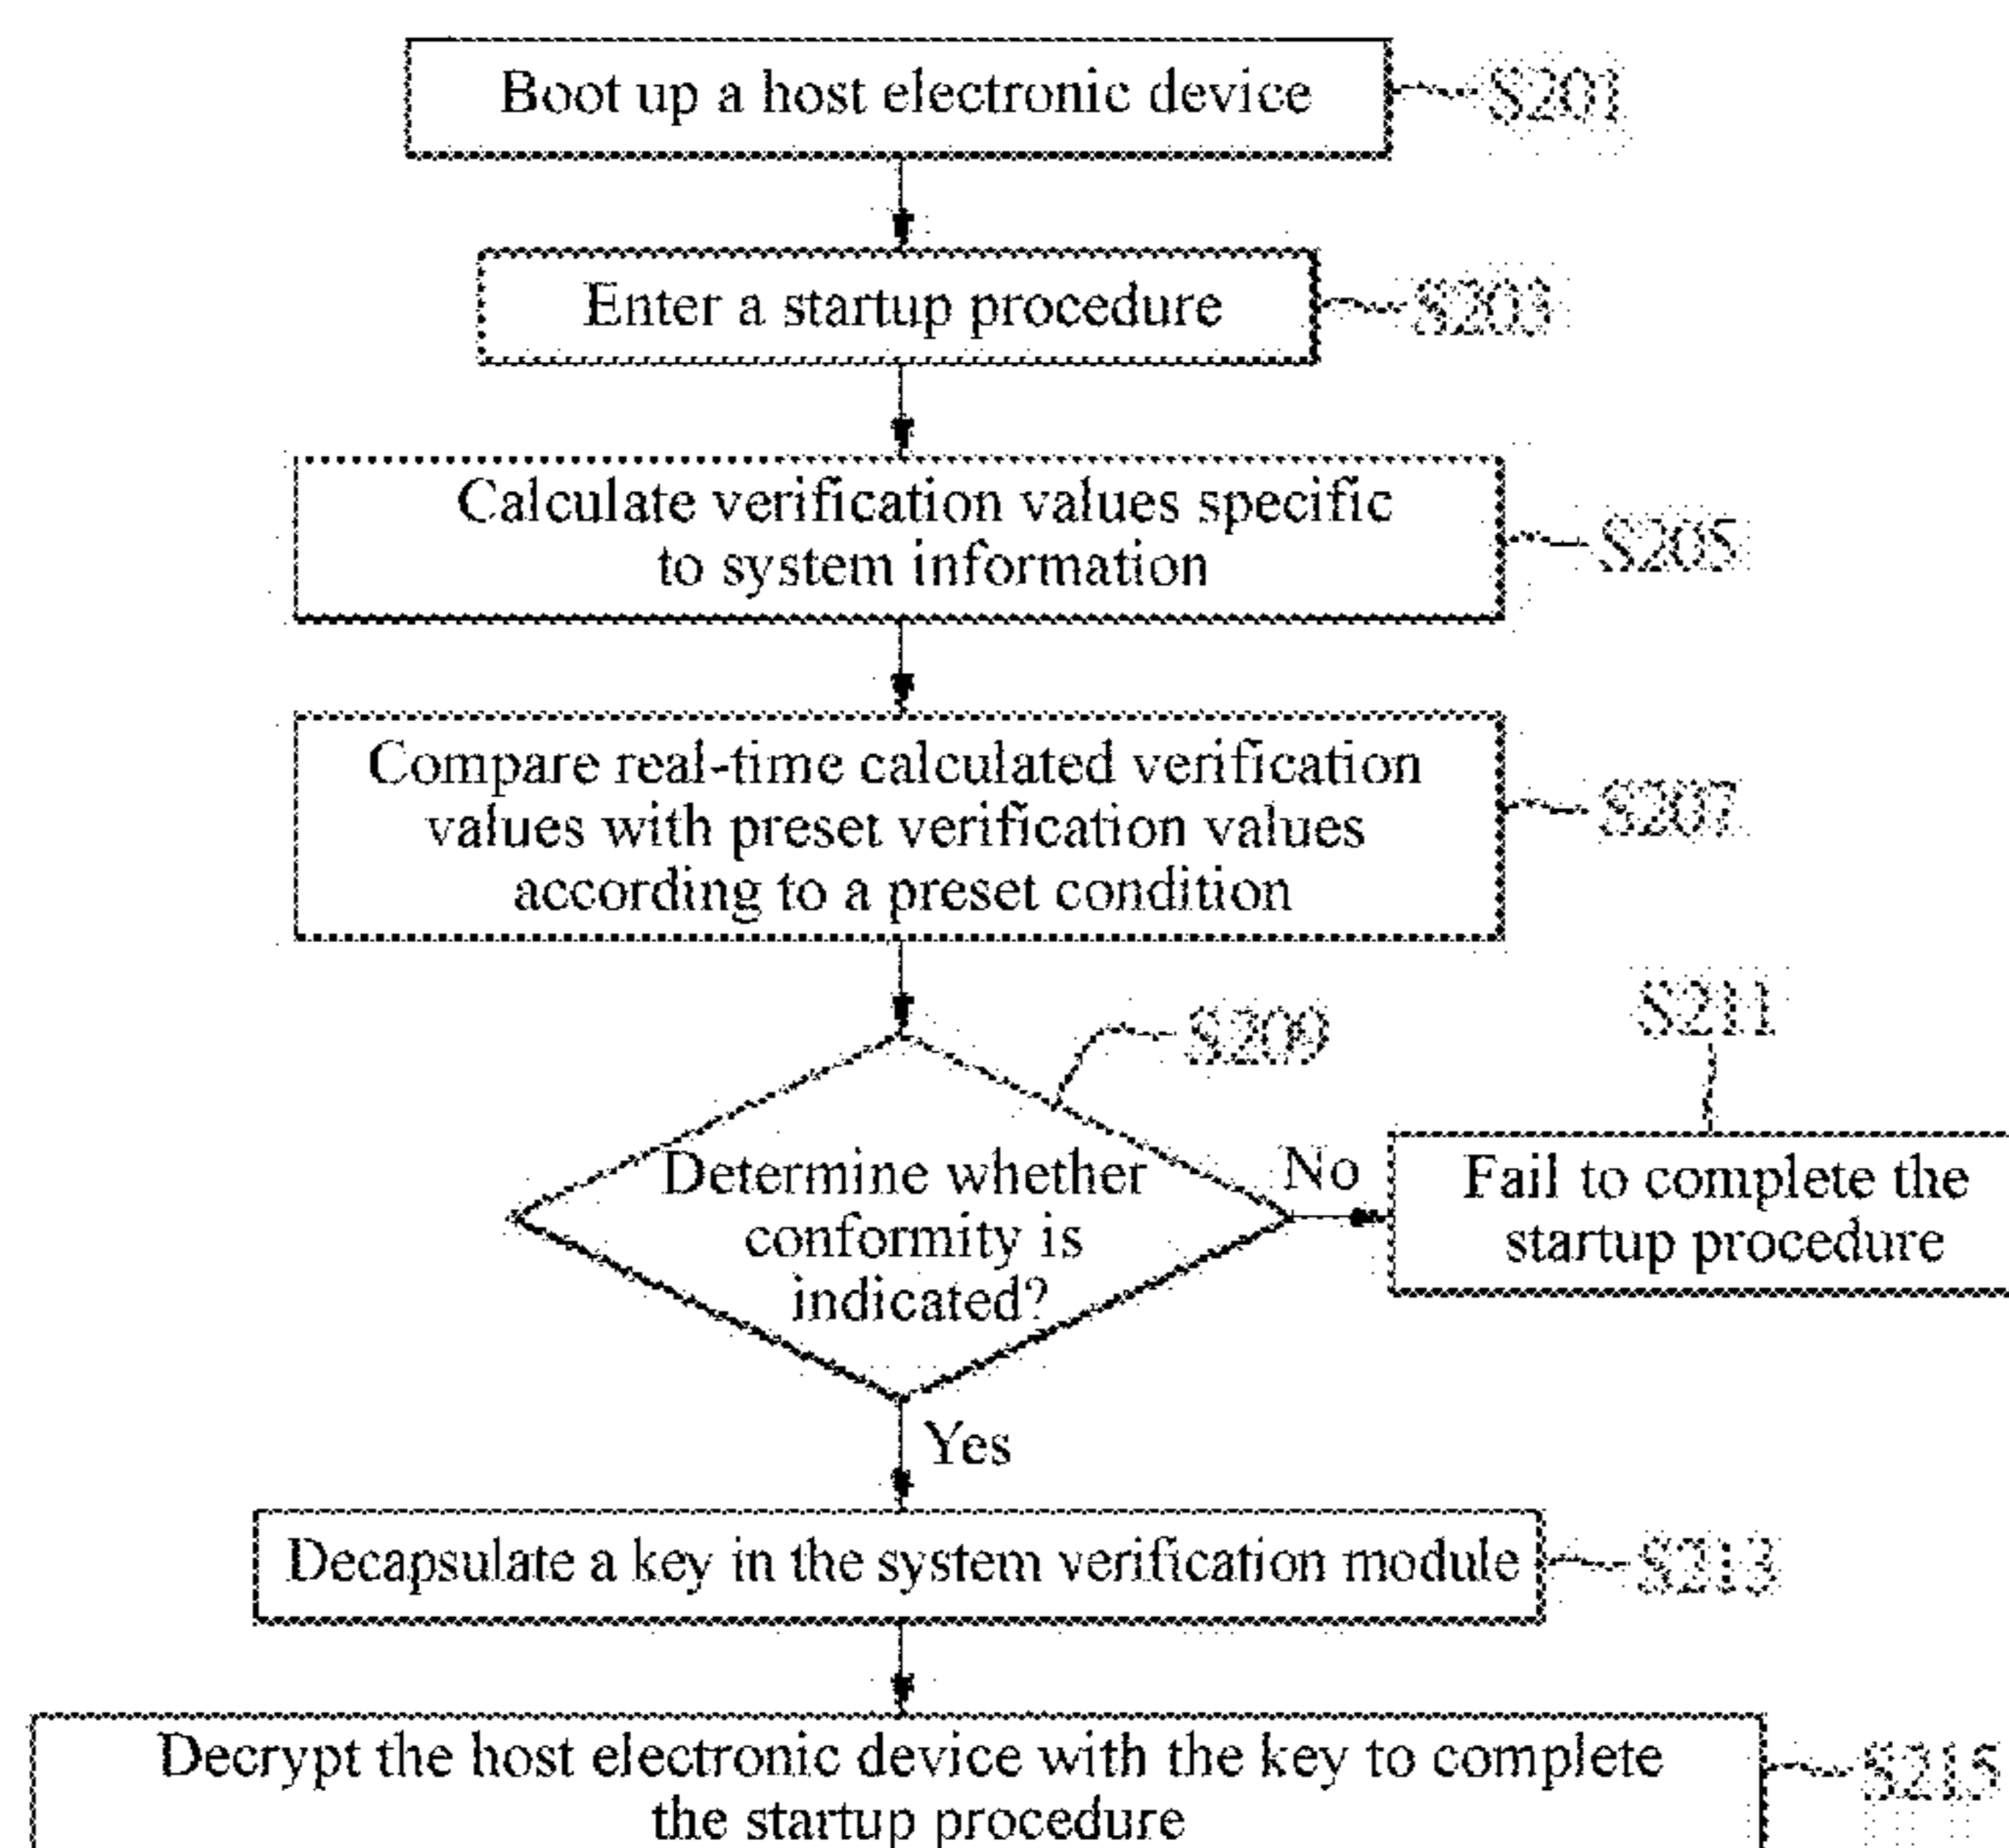 Boot up a host electronic device
S201
Enter a startup procedure
S203
Calculate verification values specific
to system information
S205
Compare real-time calculated verification
values with preset verification values
according to a preset condition
S207
S209
S211
Determine whether
conformity is
indicated?
No
Fail to complete the
startup procedure
Yes
Decapsulate a key in the system verification module
S213
Decrypt the host electronic device with the key to complete
the startup procedure
S215